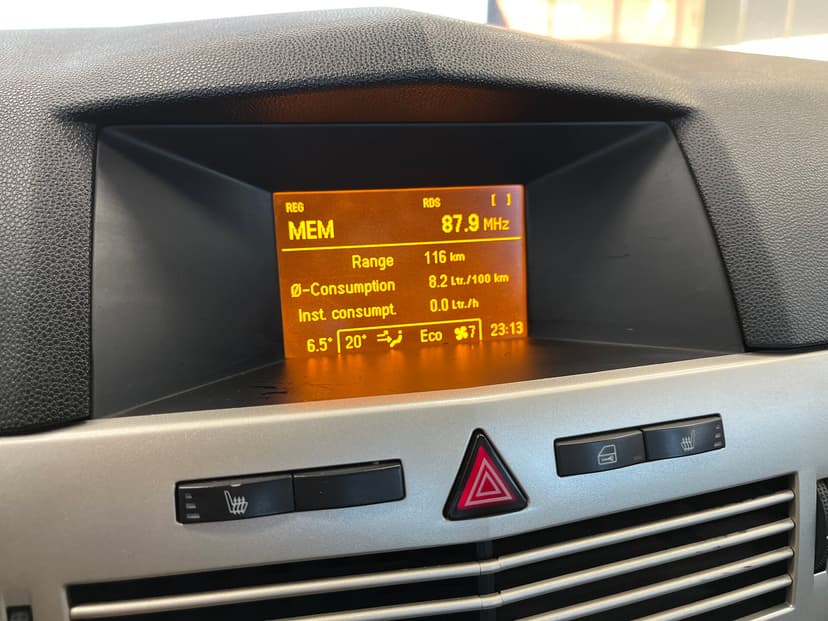 REG RDS [ ]
MEM 87.9 MHz
Range 116 km
Ø-Consumption 8.2 Ltr./100 km
Inst. consumpt. 0.0 Ltr./h
6.5° 20° Eco 7 23:13